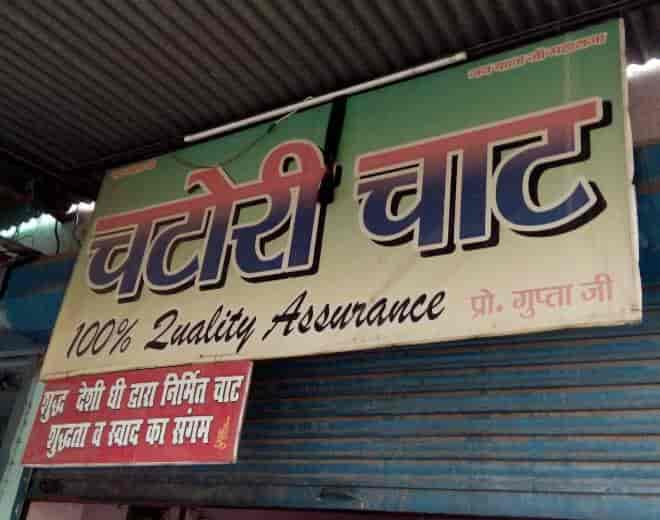 चटोरी चाट
100% Quality Assurance
प्रो. गुप्ता जी
शुद्ध देशी घी द्वारा निर्मित चाट
शुद्धता व स्वाद का संगम